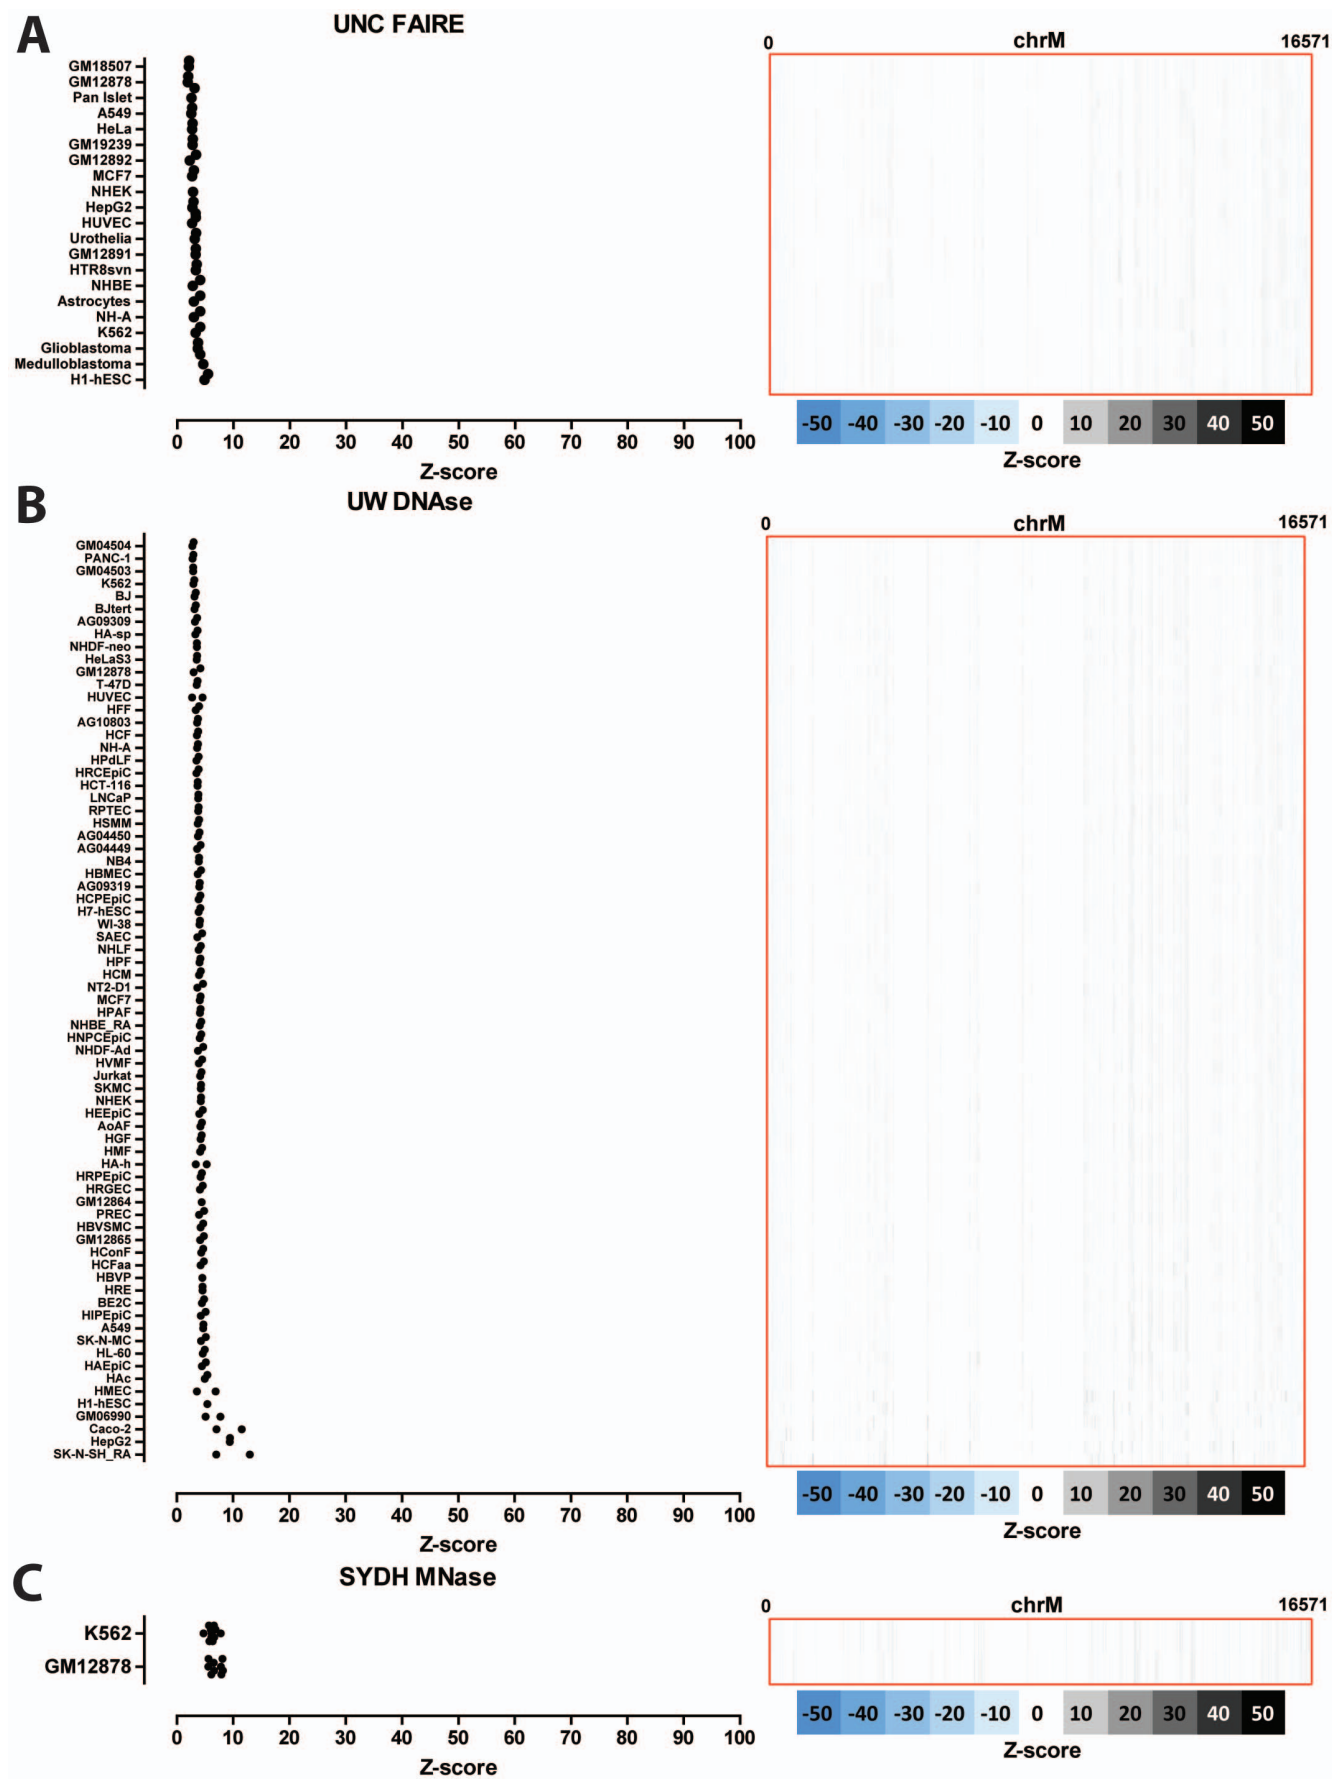 A
UNC FAIRE
0 chrM 16571
GM18507
GM12878
Pan Islet
A549
HeLa
GM19239
GM12892
MCF7
NHEK
HepG2
HUVEC
Urothelia
GM12891
HTR8svn
NHBE
Astrocytes
NH-A
K562
Glioblastoma
Medulloblastoma
H1-hESC
0 10 20 30 40 50 60 70 80 90 100
Z-score
-50 -40 -30 -20 -10 0 10 20 30 40 50
Z-score
B
UW DNAse
0 chrM 16571
GM04504
PANC-1
GM04503
K562
BJ
BJtert
AG09309
HA-sp
NHDF-neo
HeLaS3
GM12878
T-47D
HUVEC
HFF
AG10803
HCF
NH-A
HPdLF
HRCEpiC
HCT-116
LNCaP
RPTEC
HSMM
AG04450
AG04449
NB4
HBMEC
AG09319
HCPEpiC
H7-hESC
WI-38
SAEC
NHLF
HPF
HCM
NT2-D1
MCF7
HPAF
NHBE_RA
HNPCEpiC
NHDF-Ad
HVMF
Jurkat
SKMC
NHEK
HEEpiC
AoAF
HGF
HMF
HA-h
HRPEpiC
HRGEC
GM12864
PREC
HBVSMC
GM12865
HConF
HCFaa
HBVP
HRE
BE2C
HIPEpiC
A549
SK-N-MC
HL-60
HAEpiC
HAc
HMEC
H1-hESC
GM06990
Caco-2
HepG2
SK-N-SH_RA
0 10 20 30 40 50 60 70 80 90 100
Z-score
-50 -40 -30 -20 -10 0 10 20 30 40 50
Z-score
C
SYDH MNase
0 chrM 16571
K562
GM12878
0 10 20 30 40 50 60 70 80 90 100
Z-score
-50 -40 -30 -20 -10 0 10 20 30 40 50
Z-score